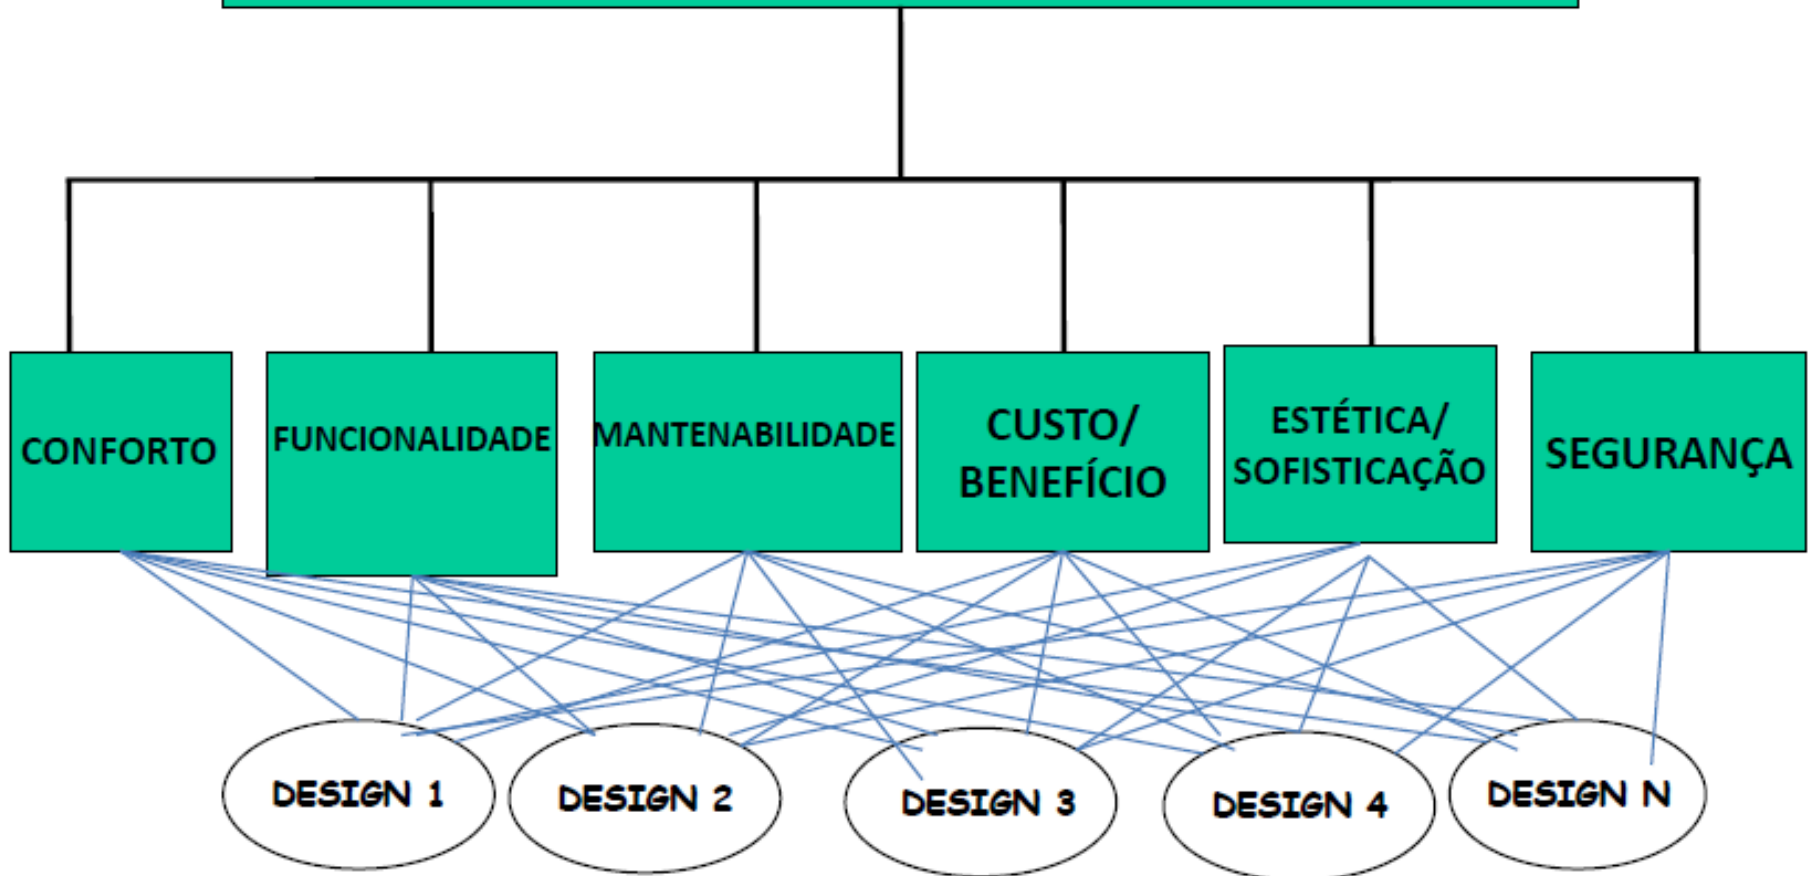 CONFORTO
FUNCIONALIDADE
MANTENABILIDADE
CUSTO/
BENEFÍCIO
ESTÉTICA/
SOFISTICAÇÃO
SEGURANÇA
DESIGN 1
DESIGN 2
DESIGN 3
DESIGN 4
DESIGN N